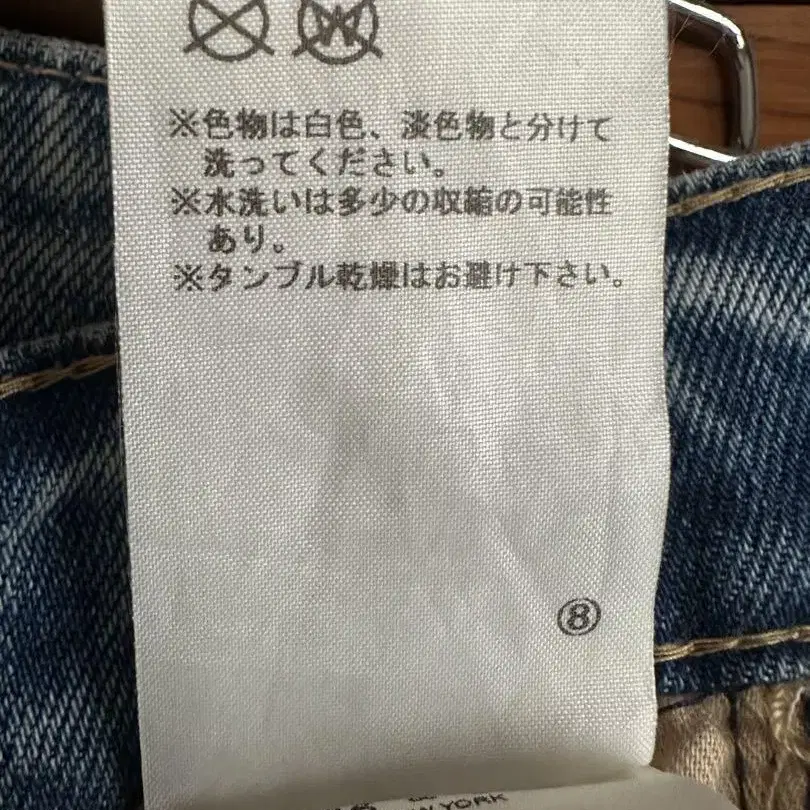 W
※色物は白色、淡色物と分けて
洗ってください。
※水洗いは多少の収縮の可能性
あり。
※タンブル乾燥はお避け下さい。
⑧
YORK